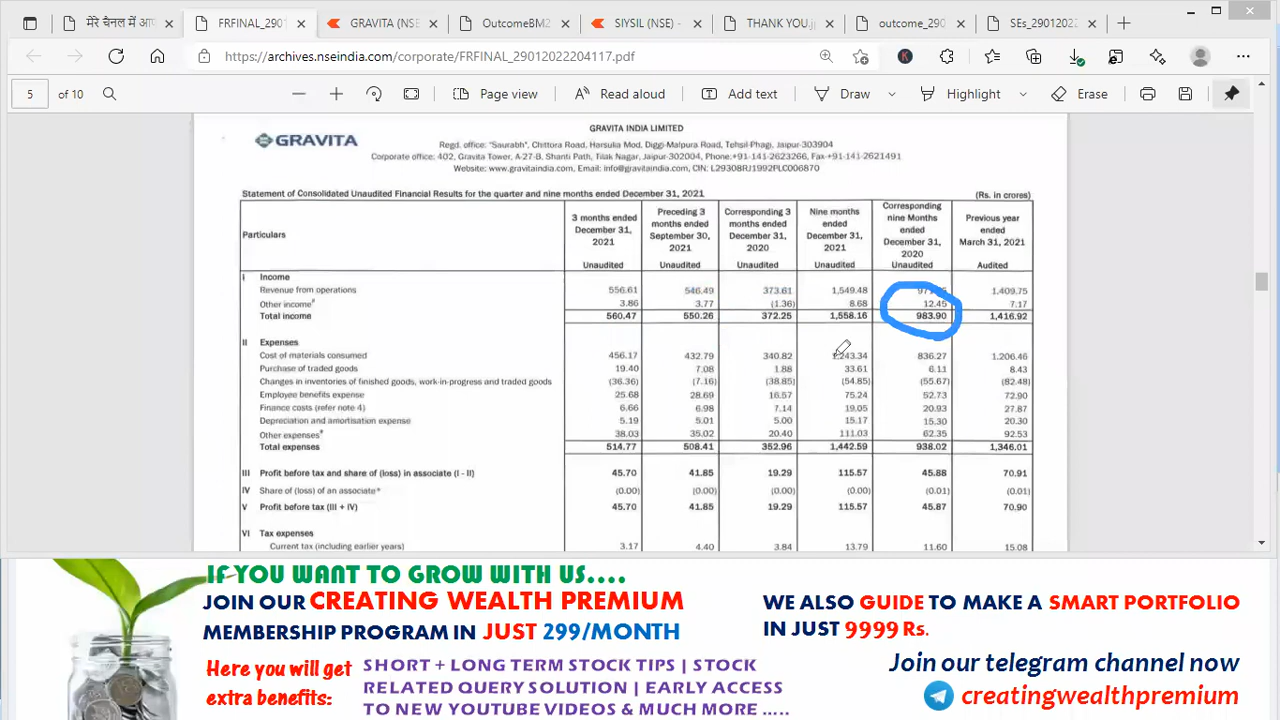 मेरे चैनल में आप
FRFINAL_2901
GRAVITA (NSE
OutcomeBM2
SIYSIL (NSE) -
THANK YOU.jp
outcome_290
SEs_29012022
https://archives.nseindia.com/corporate/FRFINAL_29012022204117.pdf
5 of 10 Page view Read aloud Add text Draw Highlight Erase
GRAVITA
GRAVITA INDIA LIMITED
Regd. office: "Saurabh", Chittora Road, Harsulia Mod, Diggi-Malpura Road, Tehsil-Phagi, Jaipur-303904
Corporate office: 402, Gravita Tower, A-27-B, Shanti Path, Tilak Nagar, Jaipur-302004, Phone:+91-141-2623266, Fax-+91-141-2621491
Website: www.gravitaindia.com, Email: info@gravitaindia.com, CIN: L29308RJ1992PLC006870
Statement of Consolidated Unaudited Financial Results for the quarter and nine months ended December 31, 2021 (Rs. in crores)
Particulars
3 months ended
December 31,
2021
Unaudited
Preceding 3
months ended
September 30,
2021
Unaudited
Corresponding 3
months ended
December 31,
2020
Unaudited
Nine months
ended
December 31,
2021
Unaudited
Corresponding
nine Months
ended
December 31,
2020
Unaudited
Previous year
ended
March 31, 2021
Audited
I Income
Revenue from operations 556.61 546.49 373.61 1,549.48 1,409.75
Other income# 3.86 3.77 (1.36) 8.68 12.45 7.17
Total income 560.47 550.26 372.25 1,558.16 983.90 1,416.92
II Expenses
Cost of materials consumed 456.17 432.79 340.82 1,243.34 836.27 1,206.46
Purchase of traded goods 19.40 7.08 1.88 33.61 6.11 8.43
Changes in inventories of finished goods, work-in-progress and traded goods (36.36) (7.16) (38.85) (54.85) (55.67) (82.48)
Employee benefits expense 25.68 28.69 16.57 75.24 52.73 72.90
Finance costs (refer note 4) 6.66 6.98 7.14 19.05 20.93 27.87
Depreciation and amortisation expense 5.19 5.01 5.00 15.17 15.30 20.30
Other expenses# 38.03 35.02 20.40 111.03 62.35 92.53
Total expenses 514.77 508.41 352.96 1,442.59 938.02 1,346.01
III Profit before tax and share of (loss) in associate (I - II) 45.70 41.85 19.29 115.57 45.88 70.91
IV Share of (loss) of an associate* (0.00) (0.00) (0.00) (0.00) (0.01) (0.01)
V Profit before tax (III + IV) 45.70 41.85 19.29 115.57 45.87 70.90
VI Tax expenses
Current tax (including earlier years) 3.17 4.40 3.84 13.79 11.60 15.08
IF YOU WANT TO GROW WITH US....
JOIN OUR CREATING WEALTH PREMIUM
MEMBERSHIP PROGRAM IN JUST 299/MONTH
Here you will get
extra benefits:
SHORT + LONG TERM STOCK TIPS | STOCK
RELATED QUERY SOLUTION | EARLY ACCESS
TO NEW YOUTUBE VIDEOS & MUCH MORE .....
WE ALSO GUIDE TO MAKE A SMART PORTFOLIO
IN JUST 9999 Rs.
Join our telegram channel now
creatingwealthpremium